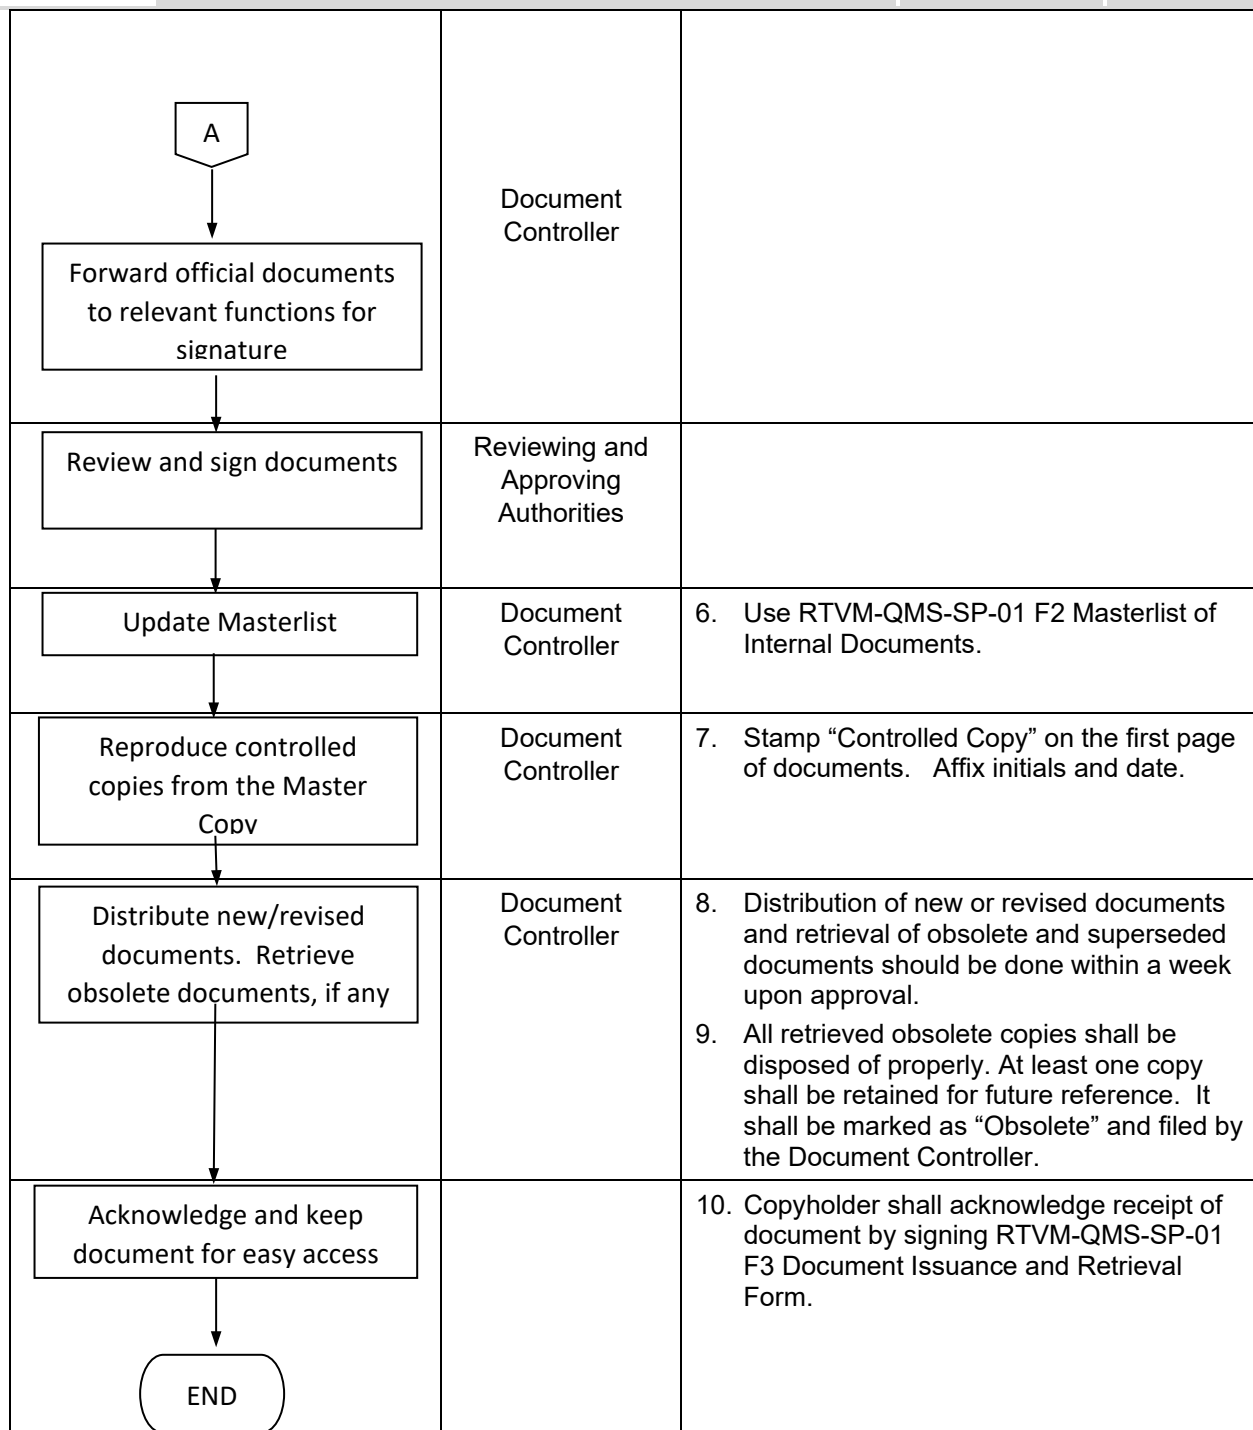 A
Forward official documents
to relevant functions for
signature
Document
Controller
Review and sign documents
Reviewing and
Approving
Authorities
Update Masterlist
Document
Controller
6. Use RTVM-QMS-SP-01 F2 Masterlist of
Internal Documents.
Reproduce controlled
copies from the Master
Copy
Document
Controller
7. Stamp “Controlled Copy” on the first page
of documents. Affix initials and date.
Distribute new/revised
documents. Retrieve
obsolete documents, if any
Document
Controller
8. Distribution of new or revised documents
and retrieval of obsolete and superseded
documents should be done within a week
upon approval.
9. All retrieved obsolete copies shall be
disposed of properly. At least one copy
shall be retained for future reference. It
shall be marked as “Obsolete” and filed by
the Document Controller.
Acknowledge and keep
document for easy access
10. Copyholder shall acknowledge receipt of
document by signing RTVM-QMS-SP-01
F3 Document Issuance and Retrieval
Form.
END